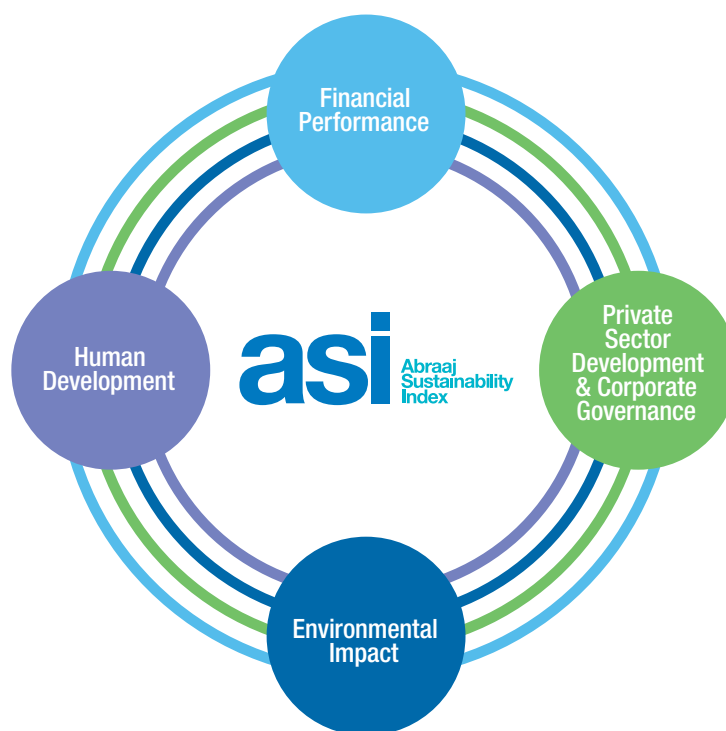 Financial
Performance
Human
Development
asi
Abraaj
Sustainability
Index
Private
Sector
Development
& Corporate
Governance
Environmental
Impact